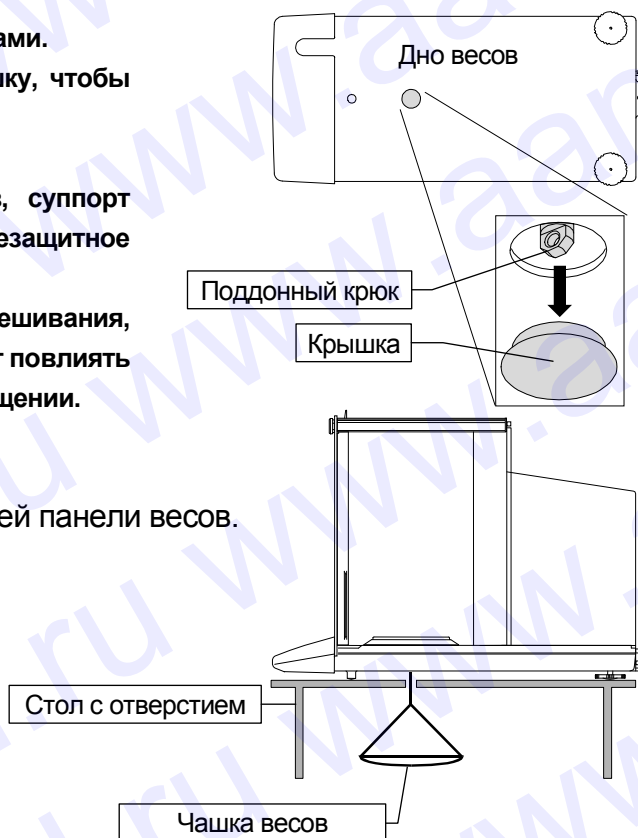 ами.
ку, чтобы
, суппорт
езащитное
ешивания,
т повлиять
щении.
ей панели весов.
Дно весов
Поддонный крюк
Крышка
Стол с отверстием
Чашка весов